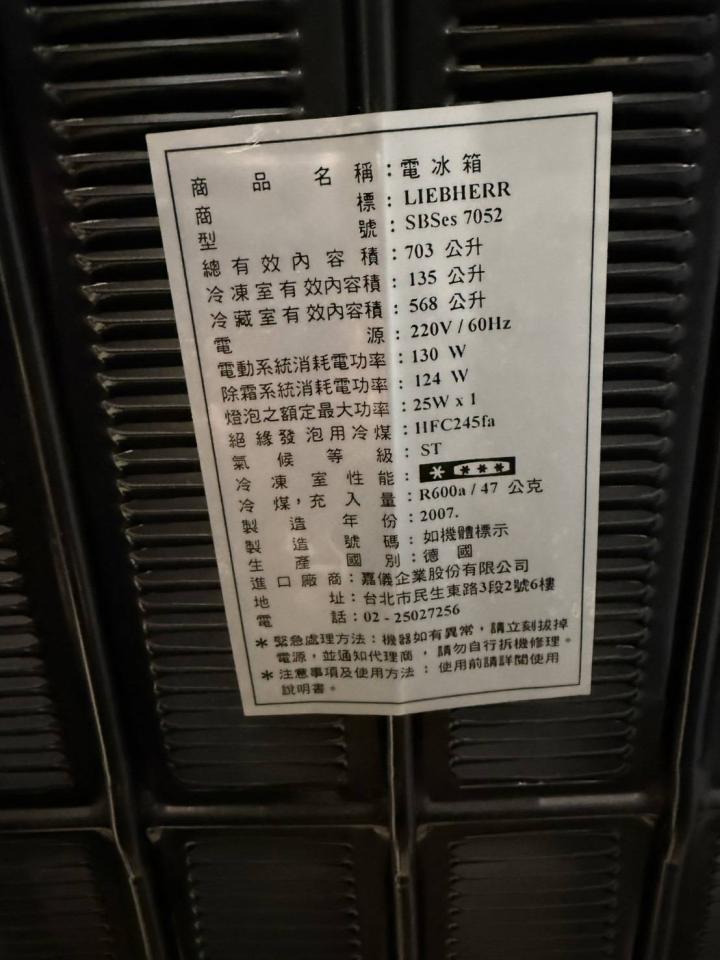 商品名稱：電冰箱
商標：LIEBHERR
型號：SBSes 7052
總有效內容積：703 公升
冷凍室有效內容積：135 公升
冷藏室有效內容積：568 公升
電源：220V / 60Hz
電動系統消耗電功率：130 W
除霜系統消耗電功率：124 W
燈泡之額定最大功率：25W x 1
絕緣發泡用冷煤：HFC245fa
氣候等級：ST
冷凍室性能：* ***
冷煤，充入量：R600a / 47 公克
製造年份：2007.
製造號碼：如機體標示
生產國別：德國
進口廠商：嘉儀企業股份有限公司
地址：台北市民生東路3段2號6樓
電話：02 - 25027256
* 緊急處理方法：機器如有異常，請立刻拔掉
電源，並通知代理商，請勿自行拆機修理。
* 注意事項及使用方法：使用前請詳閱使用
說明書。